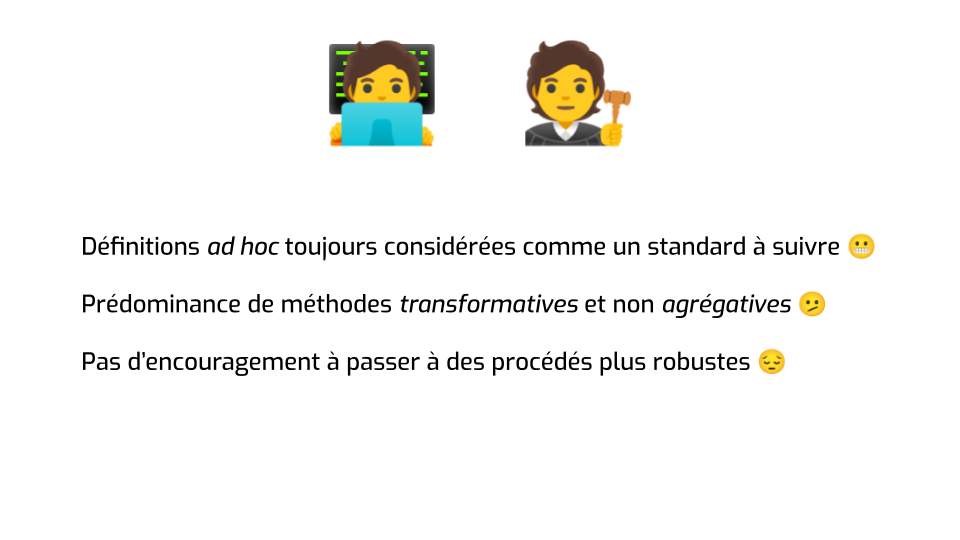 Définitions ad hoc toujours considérées comme un standard à suivre 😬
Prédominance de méthodes transformatives et non agrégatives 🫤
Pas d’encouragement à passer à des procédés plus robustes 😔